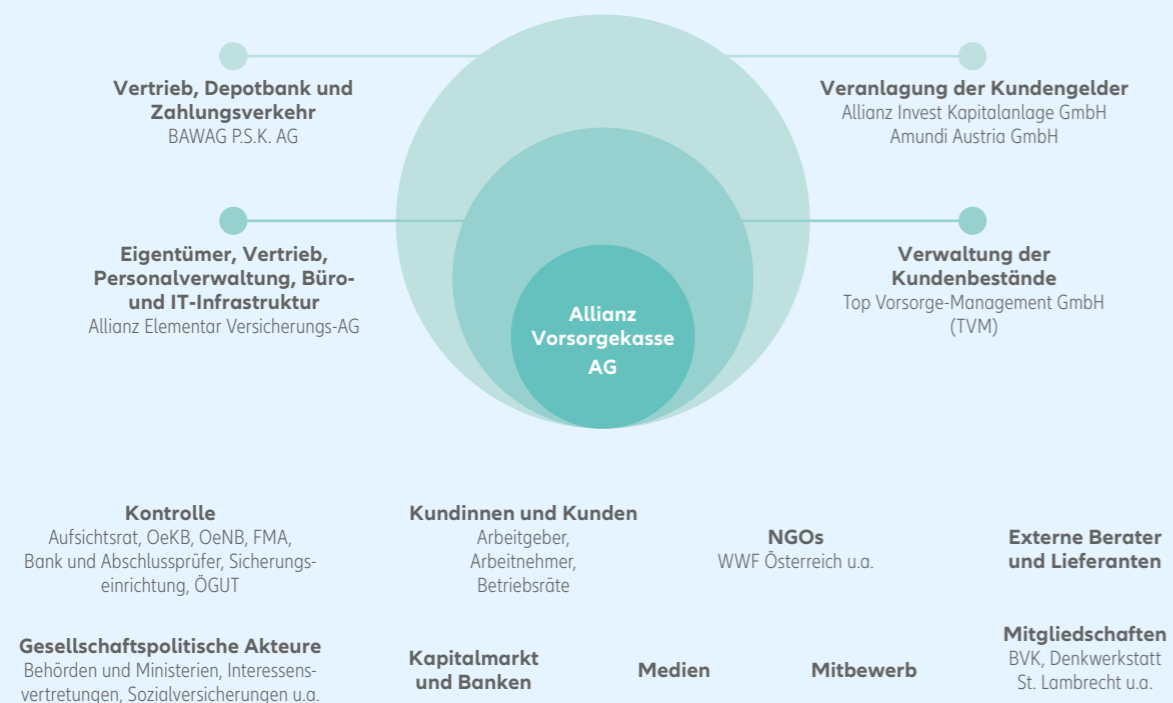 Vertrieb, Depotbank und
Zahlungsverkehr
BAWAG P.S.K. AG
Veranlagung der Kundengelder
Allianz Invest Kapitalanlage GmbH
Amundi Austria GmbH
Eigentümer, Vertrieb,
Personalverwaltung, Büro-
und IT-Infrastruktur
Allianz Elementar Versicherungs-AG
Verwaltung der
Kundenbestände
Top Vorsorge-Management GmbH
(TVM)
Allianz
Vorsorgekasse
AG
Kontrolle
Aufsichtsrat, OeKB, OeNB, FMA,
Bank und Abschlussprüfer, Sicherungs-
einrichtung, ÖGUT
Kundinnen und Kunden
Arbeitgeber,
Arbeitnehmer,
Betriebsräte
NGOs
WWF Österreich u.a.
Externe Berater
und Lieferanten
Gesellschaftspolitische Akteure
Behörden und Ministerien, Interessens-
vertretungen, Sozialversicherungen u.a.
Kapitalmarkt
und Banken
Medien
Mitbewerb
Mitgliedschaften
BVK, Denkwerkstatt
St. Lambrecht u.a.